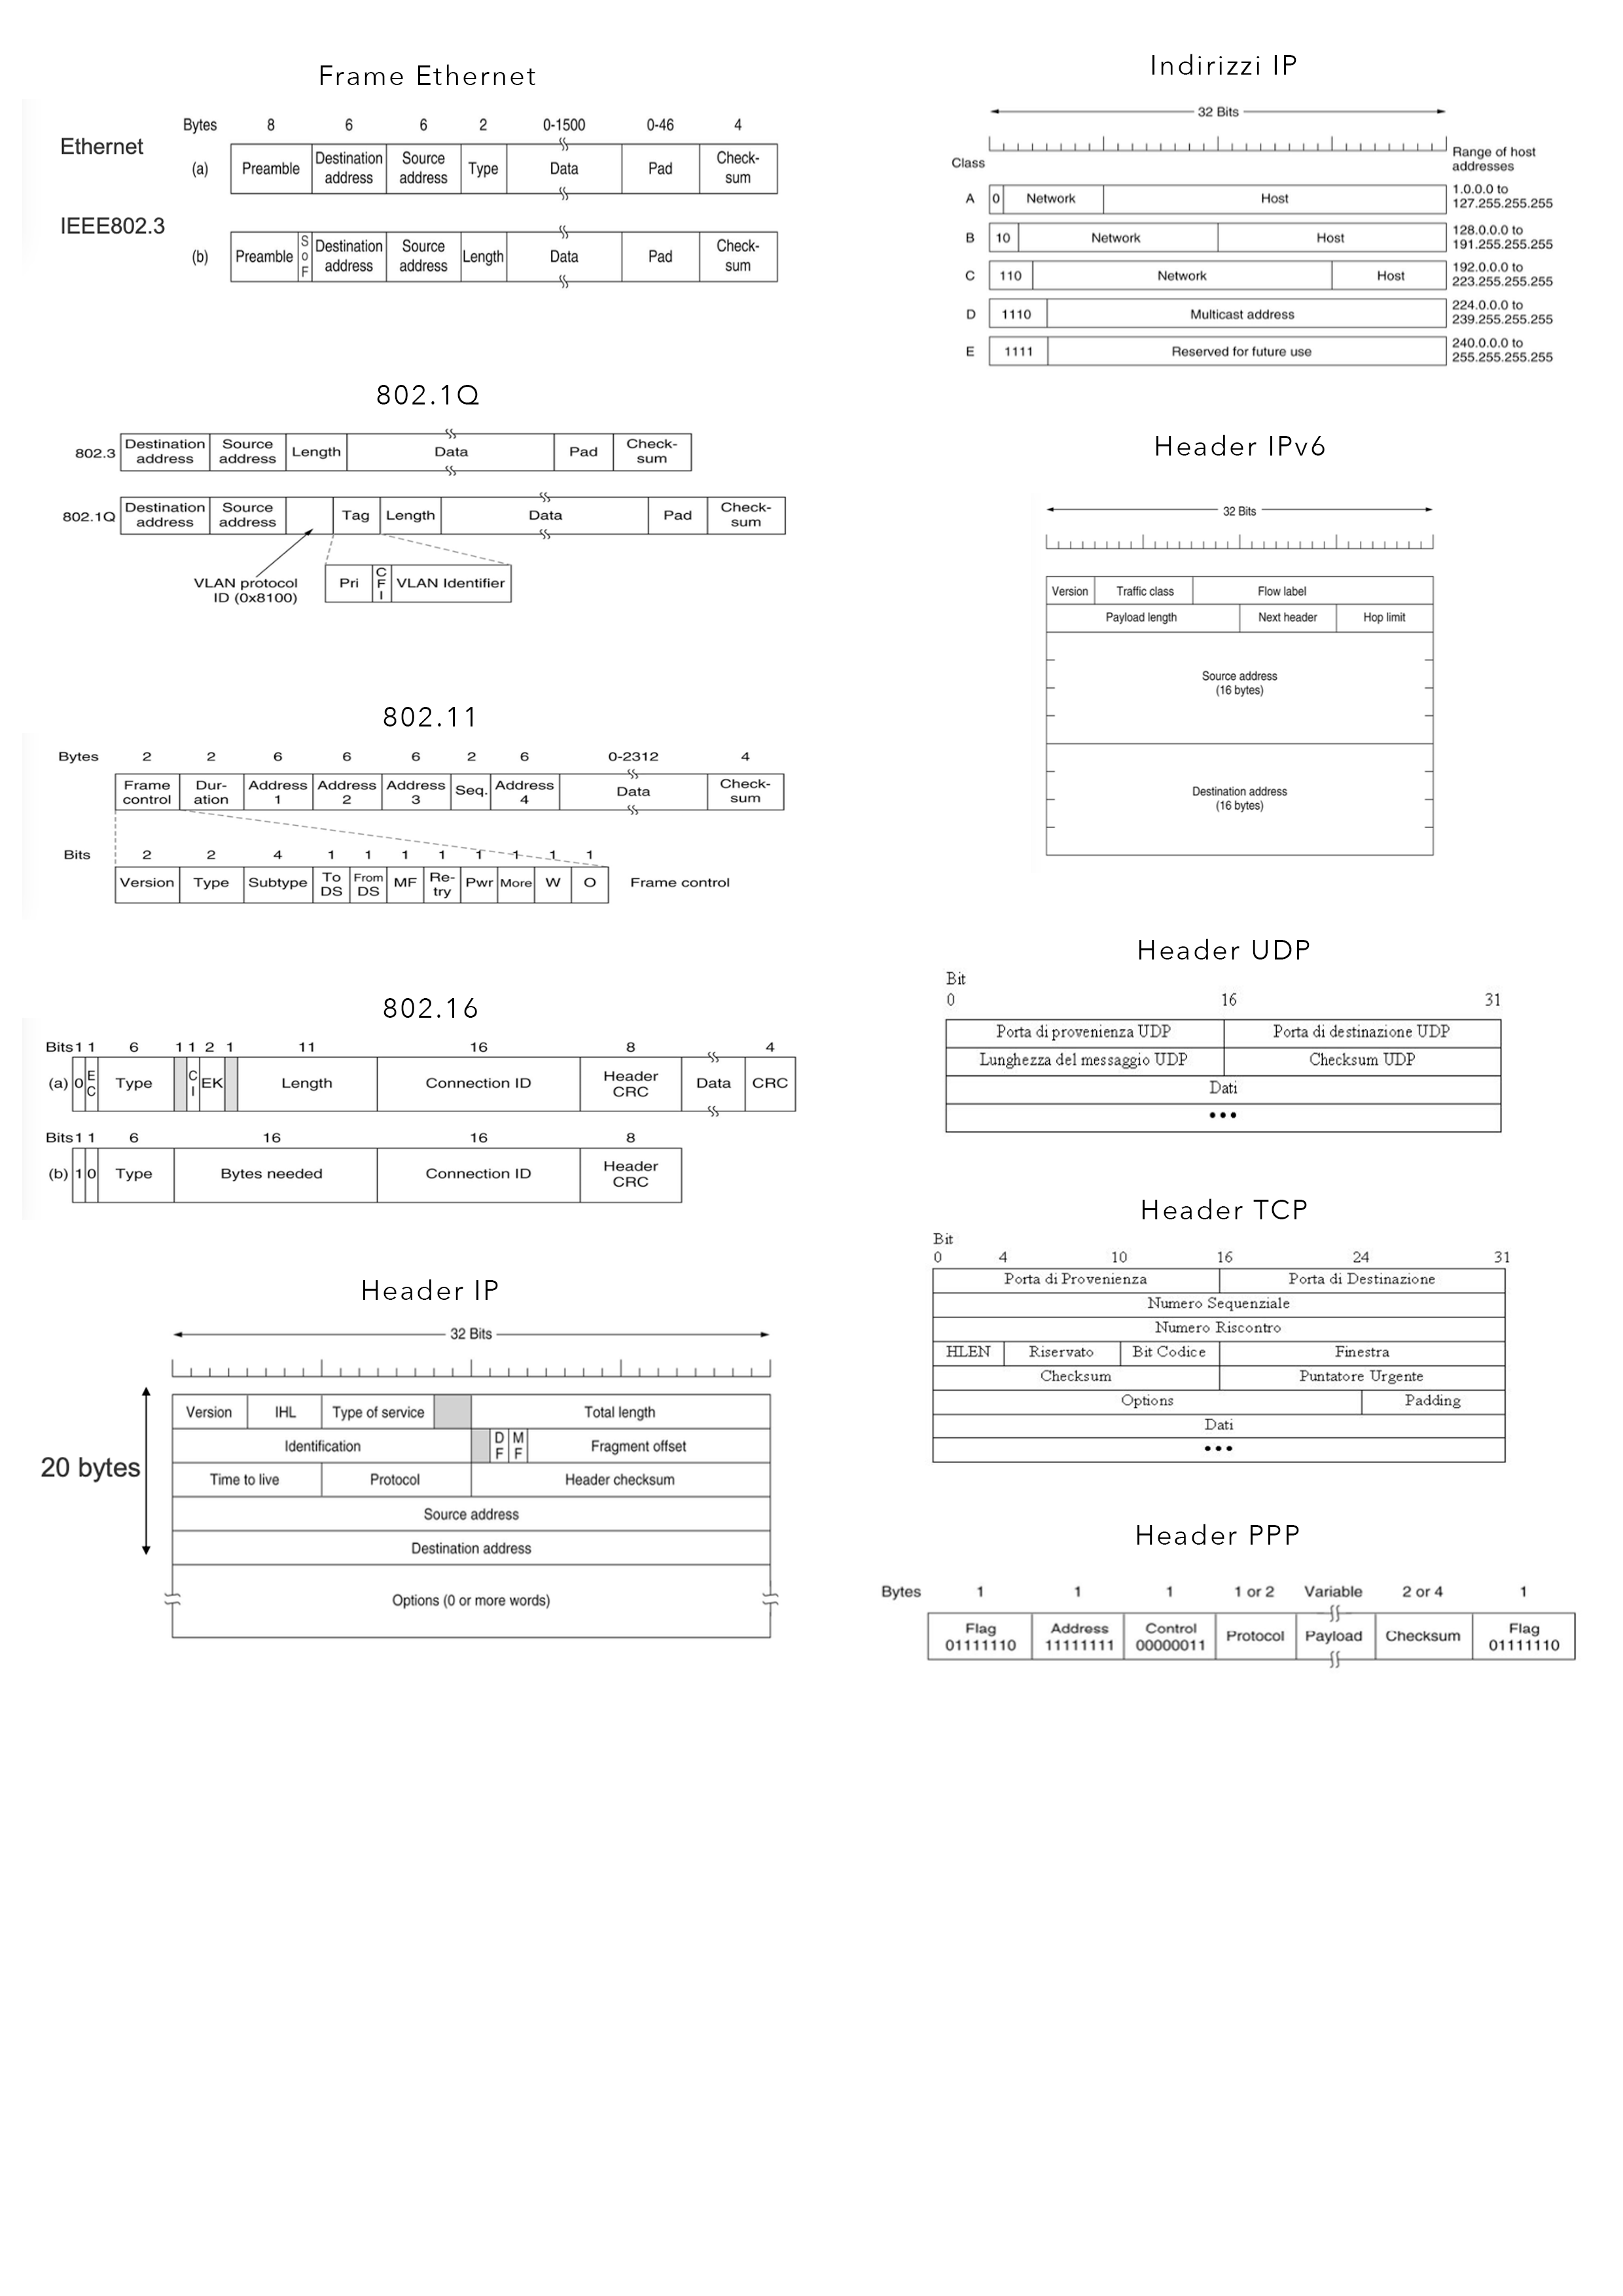 Frame Ethernet
Bytes 8 6 6 2 0-1500 0-46 4
Ethernet
(a) Preamble Destination address Source address Type Data Pad Check-sum
IEEE802.3
(b) Preamble SoF Destination address Source address Length Data Pad Check-sum
802.1Q
802.3 Destination address Source address Length Data Pad Check-sum
802.1Q Destination address Source address Tag Length Data Pad Check-sum
VLAN protocol
ID (0x8100)
Pri CFI VLAN Identifier
802.11
Bytes 2 2 6 6 6 2 6 0-2312 4
Frame control Dur-ation Address 1 Address 2 Address 3 Seq. Address 4 Data Check-sum
Bits 2 2 4 1 1 1 1 1 1 1 1
Version Type Subtype To DS From DS MF Re-try Pwr More W O Frame control
802.16
Bits 1 1 6 1 1 2 1 11 16 8 4
(a) 0 EC Type CI EK Length Connection ID Header CRC Data CRC
Bits 1 1 6 16 16 8
(b) 1 0 Type Bytes needed Connection ID Header CRC
Header IP
32 Bits
Version IHL Type of service Total length
Identification DF MF Fragment offset
20 bytes
Time to live Protocol Header checksum
Source address
Destination address
Options (0 or more words)
Indirizzi IP
32 Bits
Class
Range of host
addresses
A 0 Network Host 1.0.0.0 to 127.255.255.255
B 10 Network Host 128.0.0.0 to 191.255.255.255
C 110 Network Host 192.0.0.0 to 223.255.255.255
D 1110 Multicast address 224.0.0.0 to 239.255.255.255
E 1111 Reserved for future use 240.0.0.0 to 255.255.255.255
Header IPv6
32 Bits
Version Traffic class Flow label
Payload length Next header Hop limit
Source address
(16 bytes)
Destination address
(16 bytes)
Header UDP
Bit
0 16 31
Porta di provenienza UDP Porta di destinazione UDP
Lunghezza del messaggio UDP Checksum UDP
Dati
•••
Header TCP
Bit
0 4 10 16 24 31
Porta di Provenienza Porta di Destinazione
Numero Sequenziale
Numero Riscontro
HLEN Riservato Bit Codice Finestra
Checksum Puntatore Urgente
Options Padding
Dati
•••
Header PPP
Bytes 1 1 1 1 or 2 Variable 2 or 4 1
Flag 01111110 Address 11111111 Control 00000011 Protocol Payload Checksum Flag 01111110